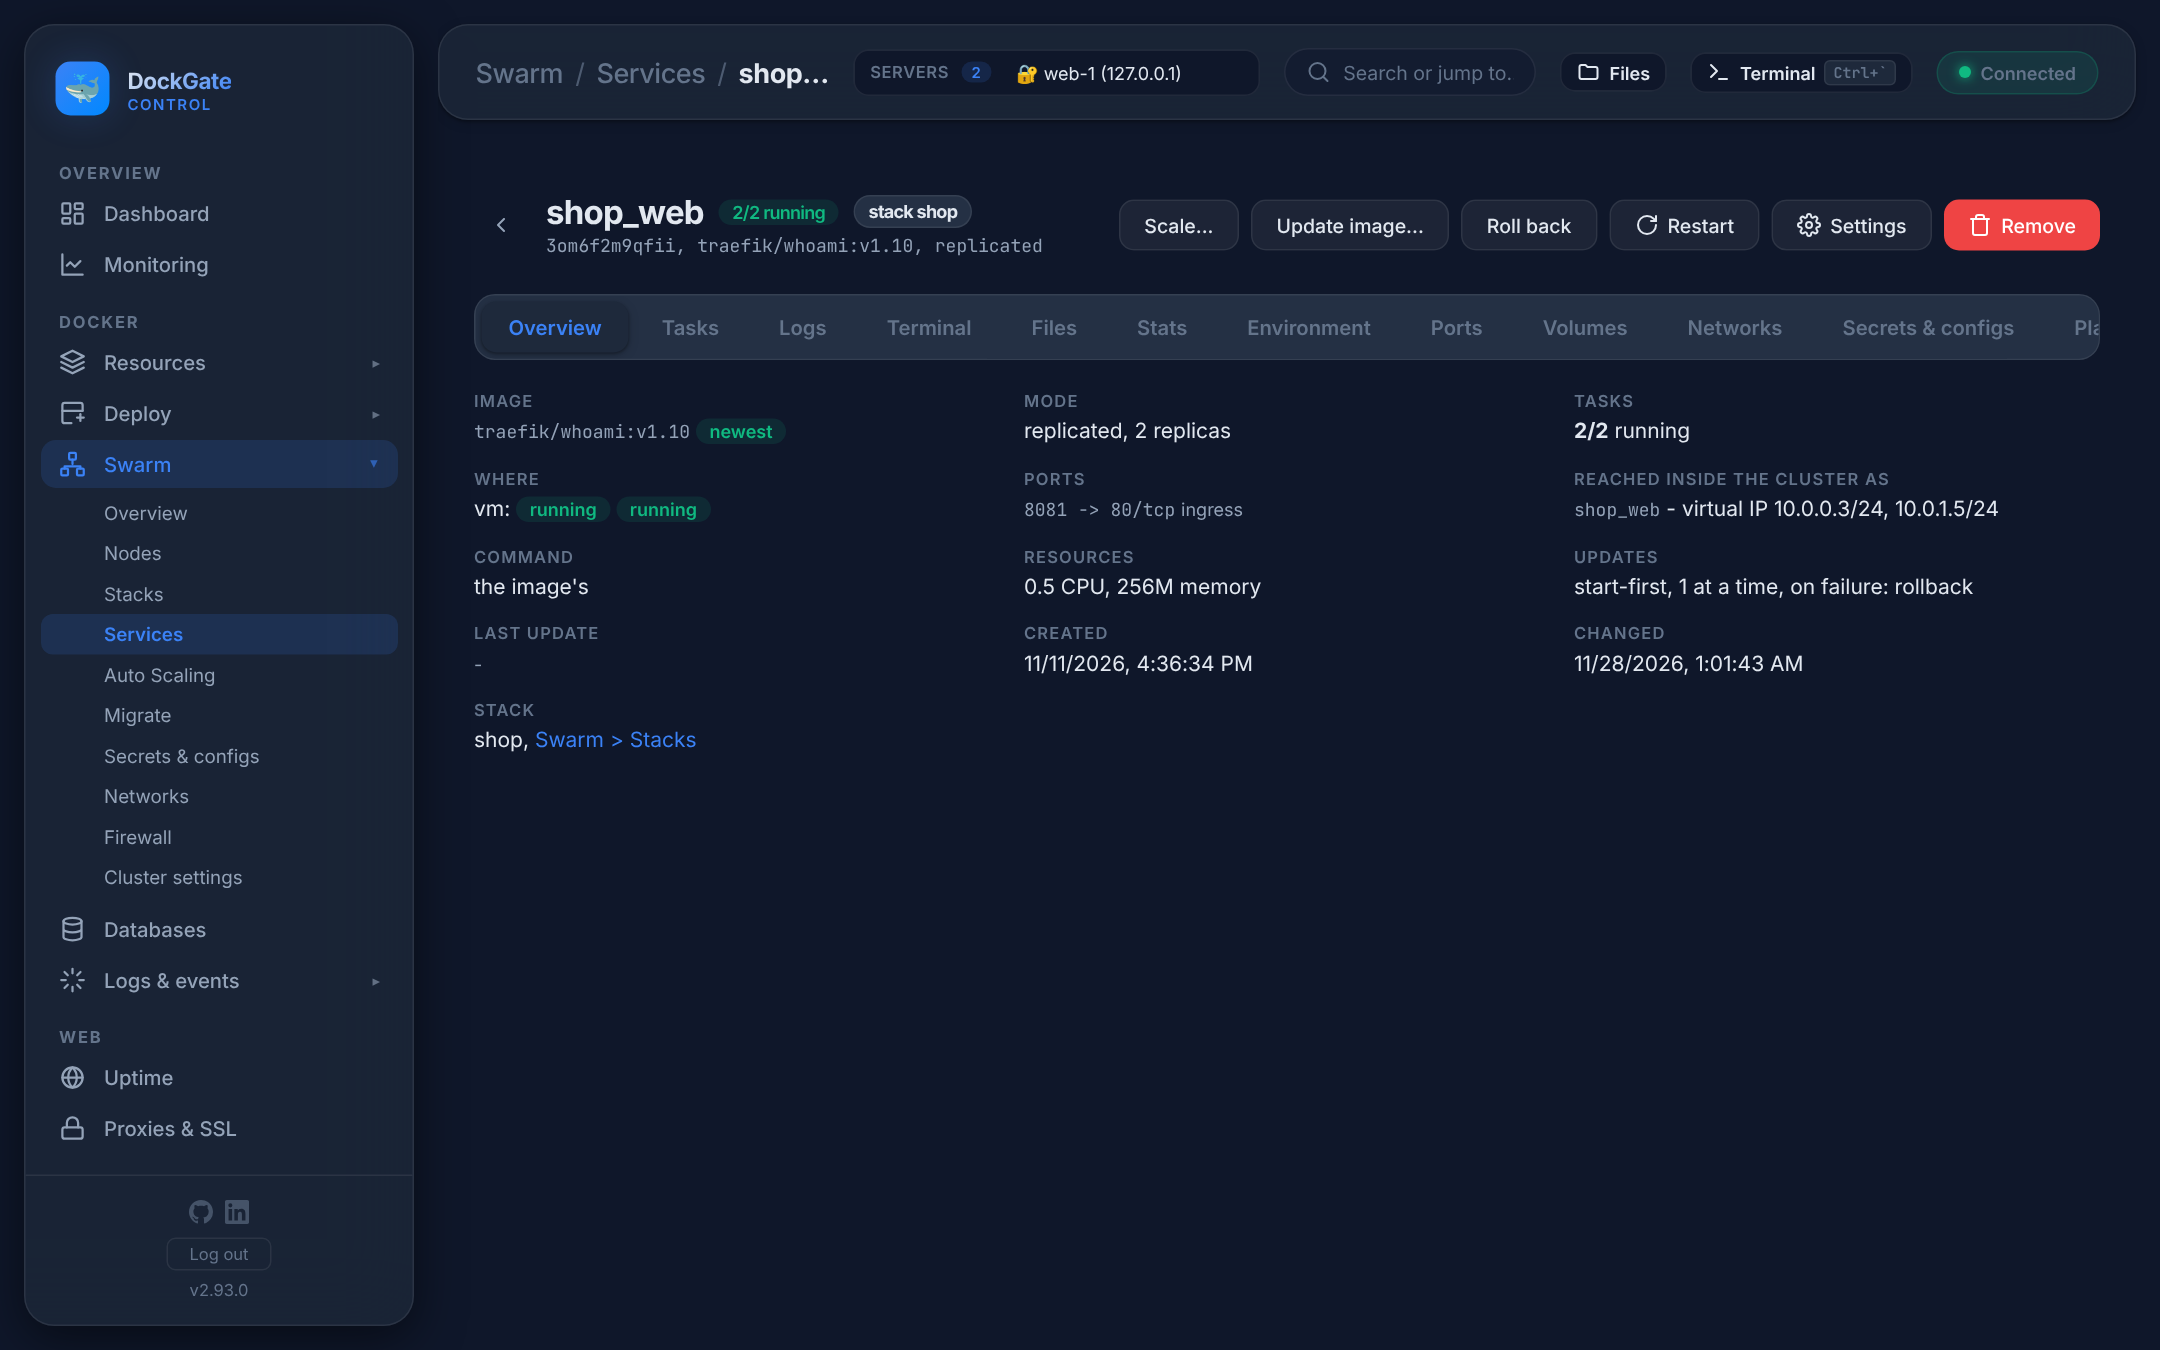 DockGate
CONTROL
OVERVIEW
Dashboard
Monitoring
DOCKER
Resources
Deploy
Swarm
Overview
Nodes
Stacks
Services
Auto Scaling
Migrate
Secrets & configs
Networks
Firewall
Cluster settings
Databases
Logs & events
WEB
Uptime
Proxies & SSL
Log out
v2.93.0
Swarm / Services / shop...
SERVERS 2 web-1 (127.0.0.1)
Search or jump to.
Files
Terminal Ctrl+`
Connected
shop_web 2/2 running stack shop
3om6f2m9qfii, traefik/whoami:v1.10, replicated
Scale... Update image... Roll back Restart Settings Remove
Overview Tasks Logs Terminal Files Stats Environment Ports Volumes Networks Secrets & configs Pla
IMAGE
traefik/whoami:v1.10 newest
MODE
replicated, 2 replicas
TASKS
2/2 running
WHERE
vm: running running
PORTS
8081 -> 80/tcp ingress
REACHED INSIDE THE CLUSTER AS
shop_web - virtual IP 10.0.0.3/24, 10.0.1.5/24
COMMAND
the image's
RESOURCES
0.5 CPU, 256M memory
UPDATES
start-first, 1 at a time, on failure: rollback
LAST UPDATE
-
CREATED
11/11/2026, 4:36:34 PM
CHANGED
11/28/2026, 1:01:43 AM
STACK
shop, Swarm > Stacks